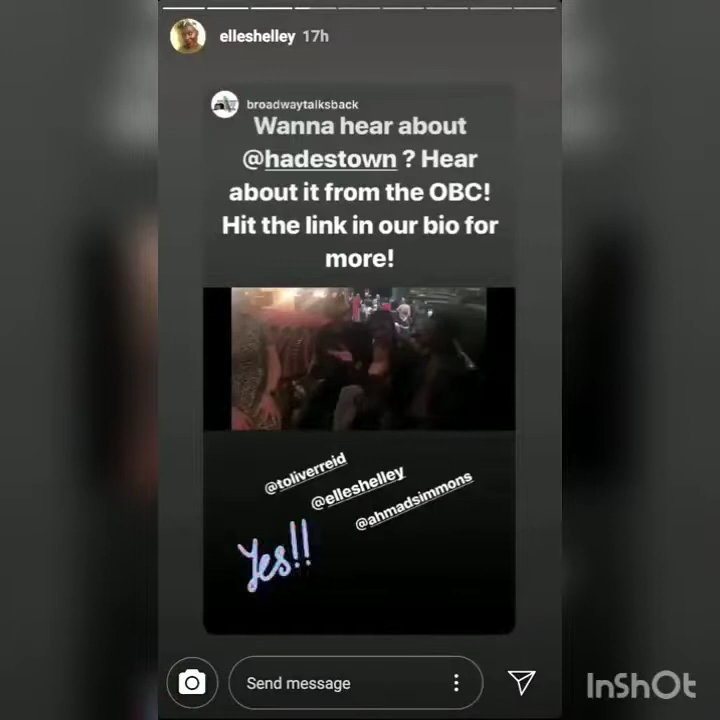 elleshelley 17h
broadwaytalksback
Wanna hear about
@hadestown ? Hear
about it from the OBC!
Hit the link in our bio for
more!
@toliverreid
@elleshelley
@ahmadsimmons
Yes!!
Send message
InShOt